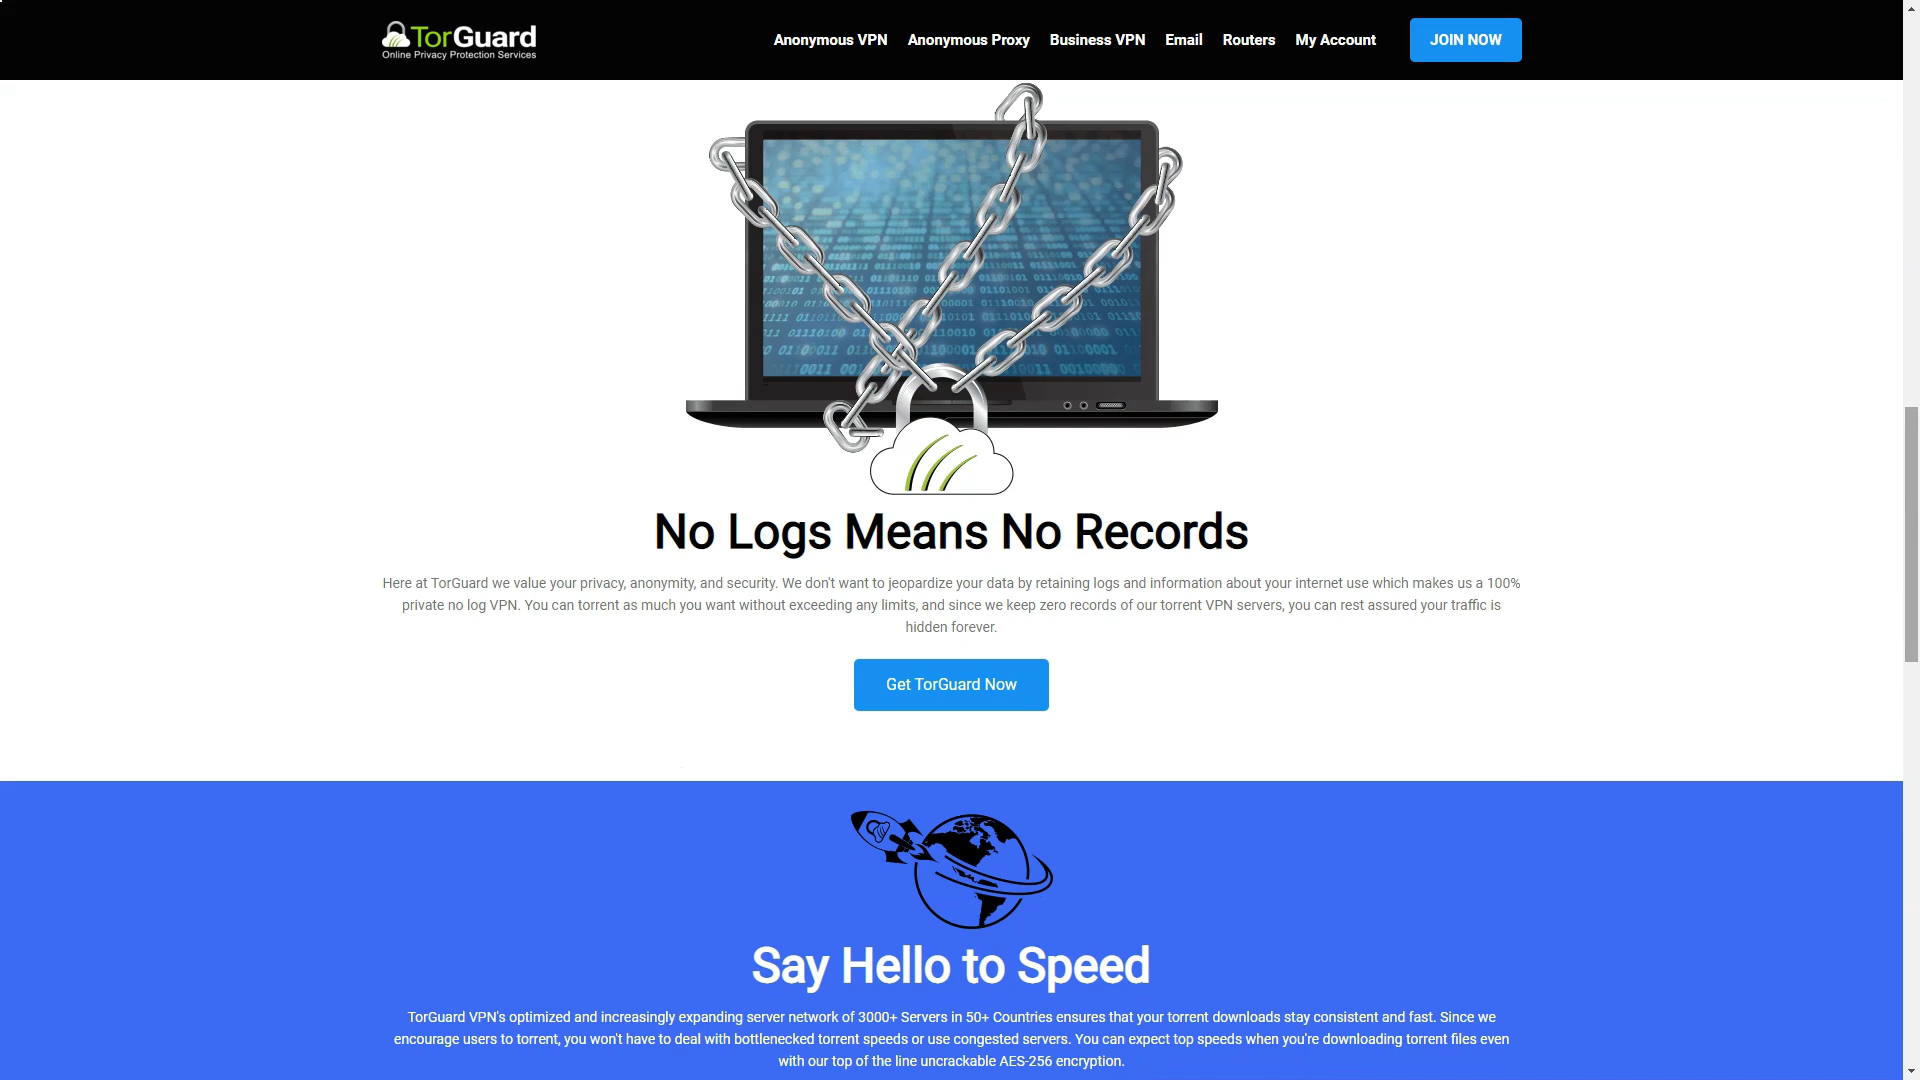 TorGuard
Online Privacy Protection Services
Anonymous VPN
Anonymous Proxy
Business VPN
Email
Routers
My Account
JOIN NOW
No Logs Means No Records
Here at TorGuard we value your privacy, anonymity, and security. We don't want to jeopardize your data by retaining logs and information about your internet use which makes us a 100%
private no log VPN. You can torrent as much you want without exceeding any limits, and since we keep zero records of our torrent VPN servers, you can rest assured your traffic is
hidden forever.
Get TorGuard Now
Say Hello to Speed
TorGuard VPN's optimized and increasingly expanding server network of 3000+ Servers in 50+ Countries ensures that your torrent downloads stay consistent and fast. Since we
encourage users to torrent, you won't have to deal with bottlenecked torrent speeds or use congested servers. You can expect top speeds when you're downloading torrent files even
with our top of the line uncrackable AES-256 encryption.